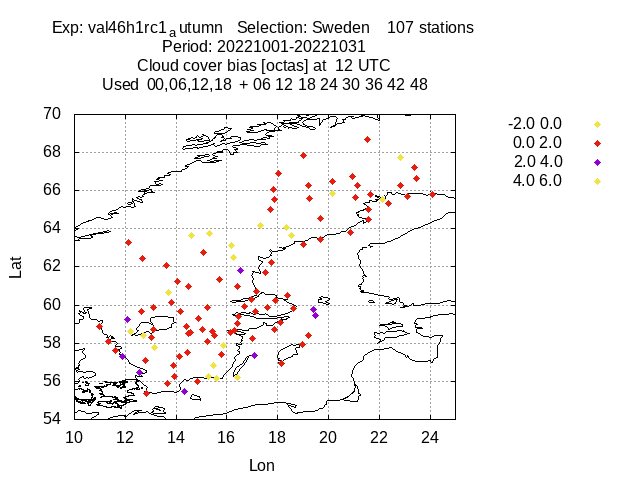 Exp: val46h1rc1autumn Selection: Sweden 107 stations
Period: 20221001-20221031
Cloud cover bias [octas] at 12 UTC
Used 00,06,12,18 + 06 12 18 24 30 36 42 48
-2.0 0.0
0.0 2.0
2.0 4.0
4.0 6.0
70
68
66
64
62
60
58
56
54
Lat
10 12 14 16 18 20 22 24
Lon